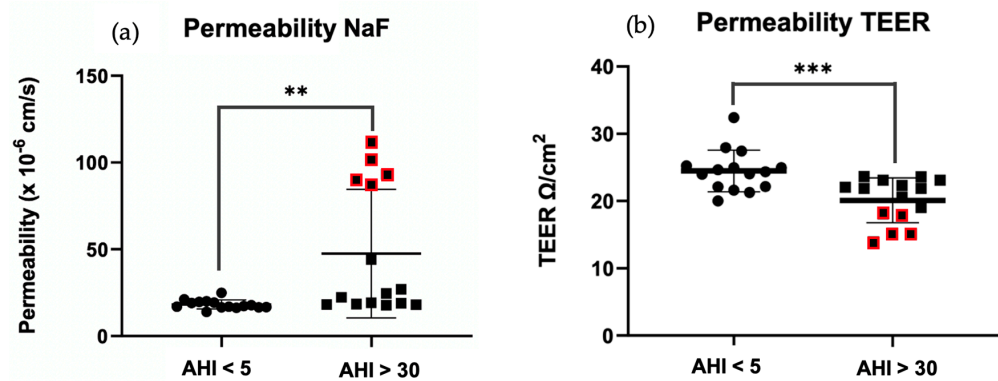 (a)
Permeability NaF
Permeability (x 10⁻⁶ cm/s)
150
100
50
0
**
AHI < 5
AHI > 30
(b)
Permeability TEER
TEER Ω/cm²
40
30
20
10
0
***
AHI < 5
AHI > 30